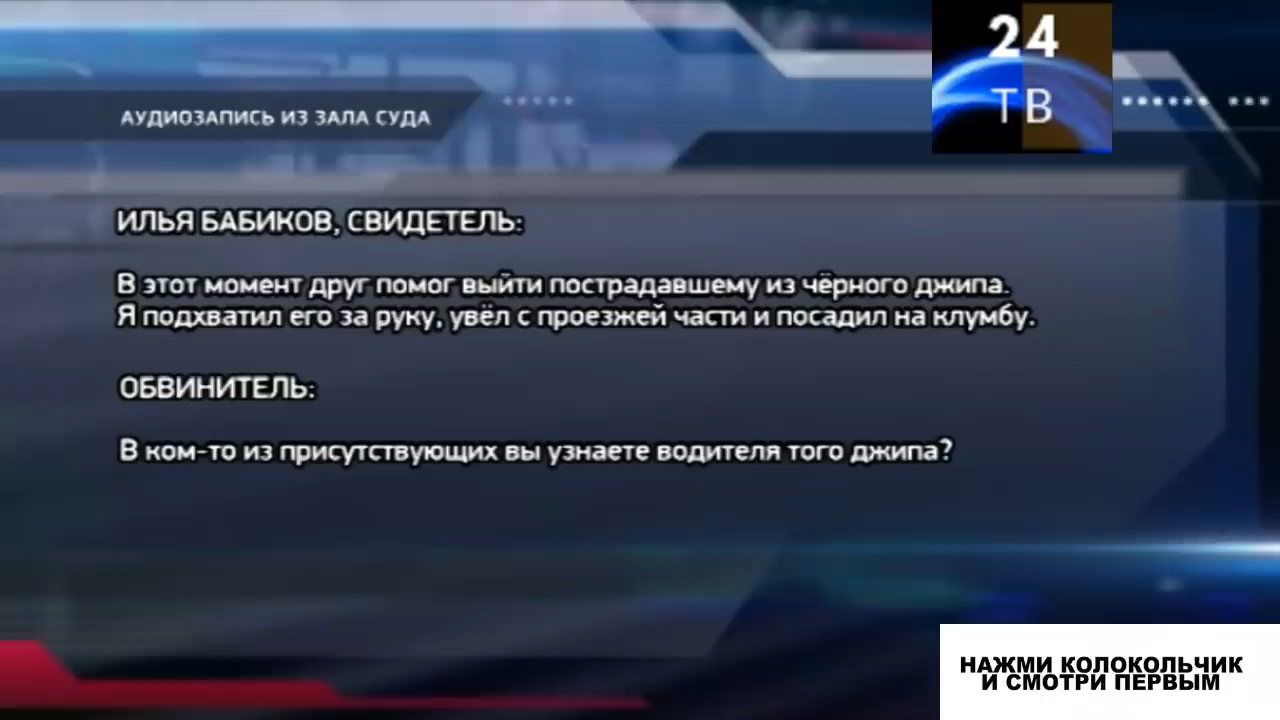 24
ТВ
АУДИОЗАПИСЬ ИЗ ЗАЛА СУДА
ИЛЬЯ БАБИКОВ, СВИДЕТЕЛЬ:
В этот момент друг помог выйти пострадавшему из чёрного джипа.
Я подхватил его за руку, увёл с проезжей части и посадил на клумбу.
ОБВИНИТЕЛЬ:
В ком-то из присутствующих вы узнаете водителя того джипа?
НАЖМИ КОЛОКОЛЬЧИК
И СМОТРИ ПЕРВЫМ